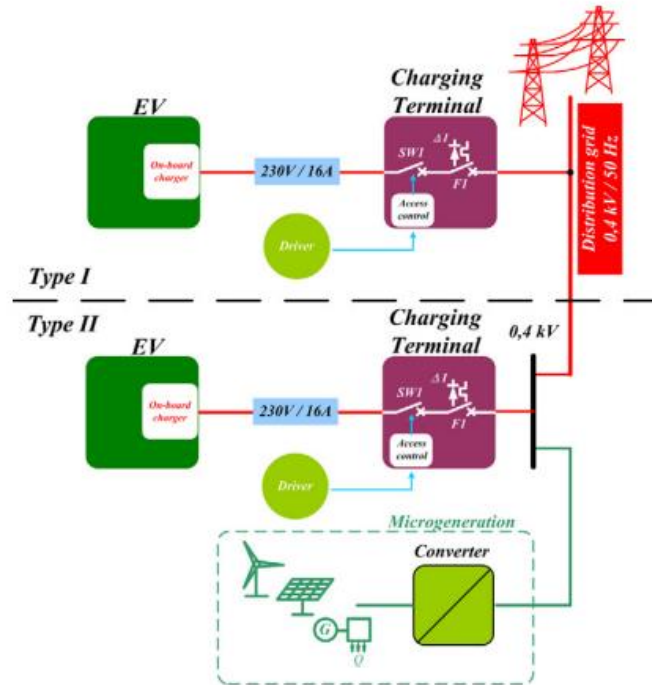 Charging
Terminal
EV
On-board
charger
230V / 16A
SW1
ΔI
F1
Access
control
Driver
Distribution grid
0,4 kV / 50 Hz
Type I
Type II
Charging
Terminal
0,4 kV
EV
On-board
charger
230V / 16A
SW1
ΔI
F1
Access
control
Driver
Microgeneration
Converter
G
Q